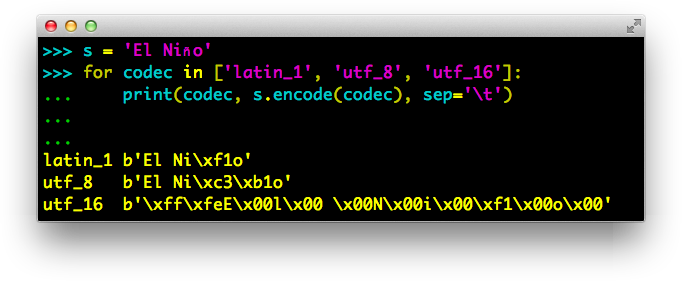 >>> s = 'El Niño'
>>> for codec in ['latin_1', 'utf_8', 'utf_16']:
...     print(codec, s.encode(codec), sep='\t')
...
...
latin_1 b'El Ni\xf1o'
utf_8   b'El Ni\xc3\xb1o'
utf_16  b'\xff\xfeE\x00l\x00 \x00N\x00i\x00\xf1\x00o\x00'